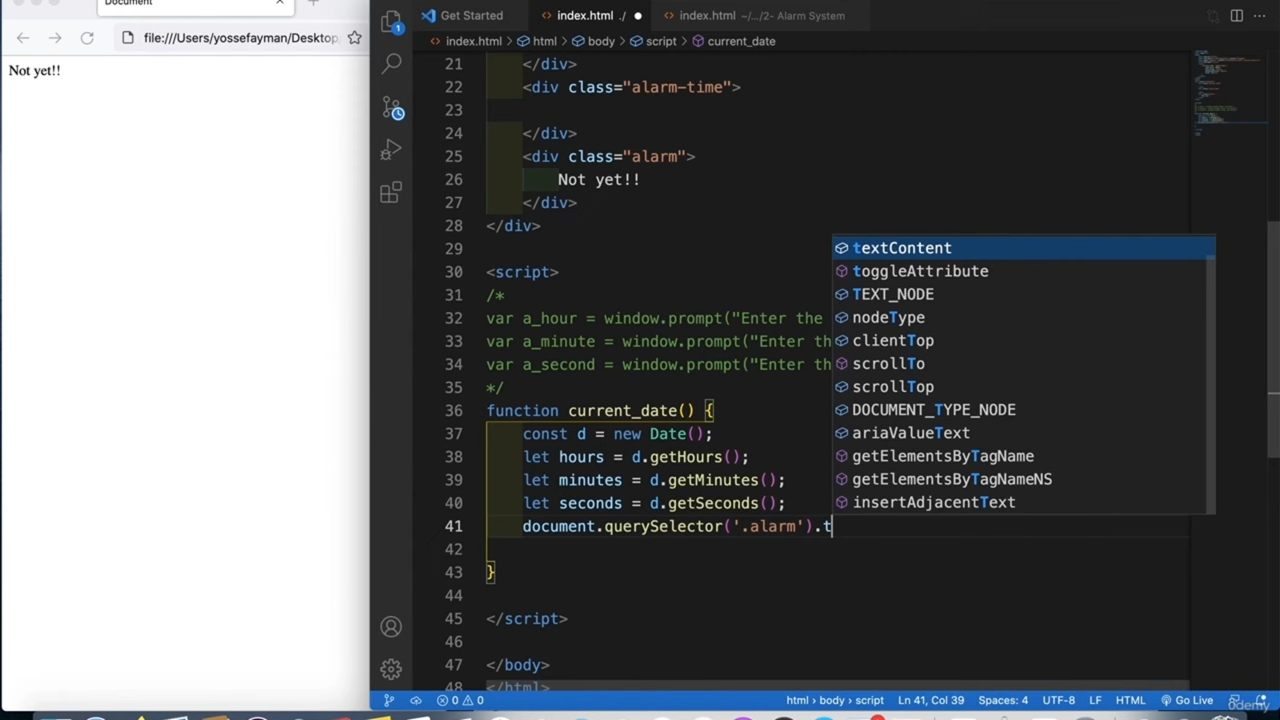 Document
file:///Users/yossefayman/Desktop,
Not yet!!
Get Started
index.html ./
index.html ~/.../2- Alarm System
index.html > html > body > script > current_date
21 </div>
22 <div class="alarm-time">
23
24 </div>
25 <div class="alarm">
26 Not yet!!
27 </div>
28 </div>
29
30 <script>
31 /*
32 var a_hour = window.prompt("Enter the
33 var a_minute = window.prompt("Enter th
34 var a_second = window.prompt("Enter th
35 */
36 function current_date() {
37 const d = new Date();
38 let hours = d.getHours();
39 let minutes = d.getMinutes();
40 let seconds = d.getSeconds();
41 document.querySelector('.alarm').t
42
43 }
44
45 </script>
46
47 </body>
48 </html>
textContent
toggleAttribute
TEXT_NODE
nodeType
clientTop
scrollTo
scrollTop
DOCUMENT_TYPE_NODE
ariaValueText
getElementsByTagName
getElementsByTagNameNS
insertAdjacentText
1
0 0 html > body > script Ln 41, Col 39 Spaces: 4 UTF-8 LF HTML Go Live
udemy